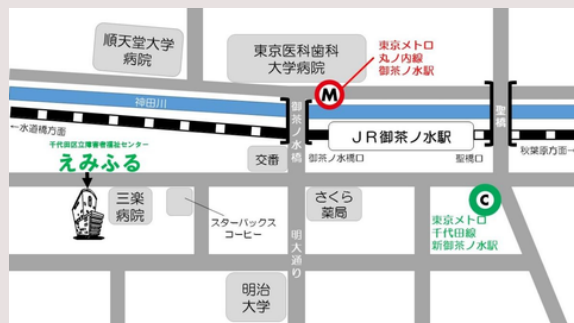 順天堂大学
病院
東京医科歯科
大学病院
東京メトロ
丸ノ内線
御茶ノ水駅
M
神田川
御茶ノ水橋
聖橋
←水道橋方面
JR御茶ノ水駅
千代田区立障害者福祉センター
えみふる
交番
御茶ノ水橋口
聖橋口
秋葉原方面→
三楽
病院
スターバックス
コーヒー
さくら
薬局
C
東京メトロ
千代田線
新御茶ノ水駅
明大通り
明治
大学